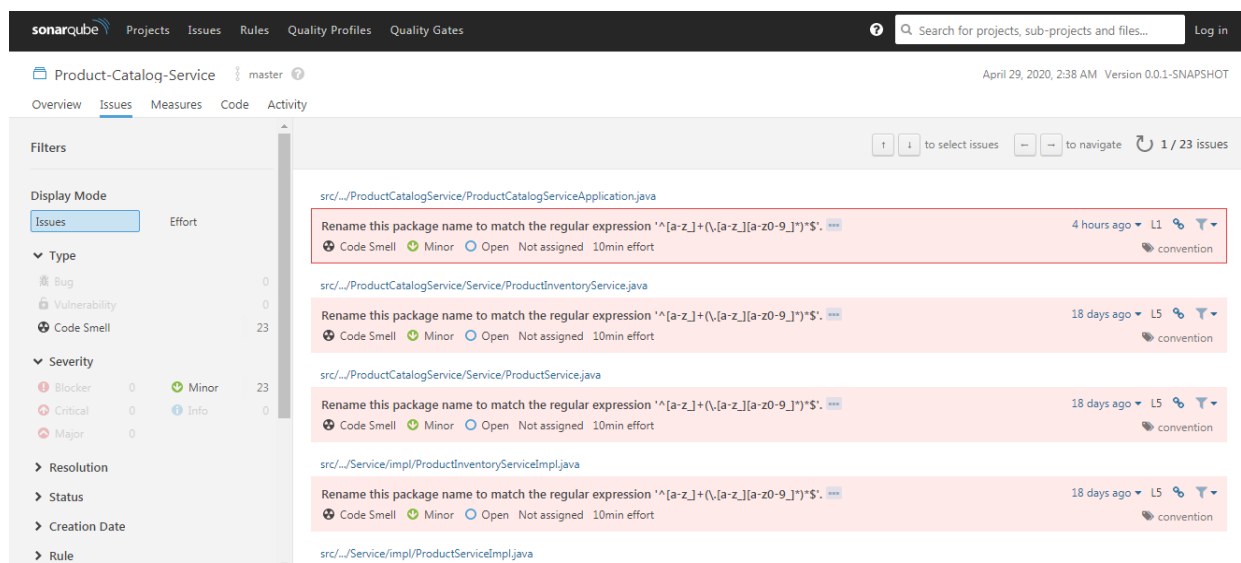 sonarqube Projects Issues Rules Quality Profiles Quality Gates ? Search for projects, sub-projects and files... Log in
Product-Catalog-Service master ? April 29, 2020, 2:38 AM Version 0.0.1-SNAPSHOT
Overview Issues Measures Code Activity
Filters
↑ ↓ to select issues ← → to navigate 1 / 23 issues
Display Mode
Issues Effort
Type
Bug 0
Vulnerability 0
Code Smell 23
Severity
Blocker 0 Minor 23
Critical 0 Info 0
Major 0
Resolution
Status
Creation Date
Rule
src/.../ProductCatalogService/ProductCatalogServiceApplication.java
Rename this package name to match the regular expression '^[a-z_]+(\.[a-z_][a-z0-9_]*)*$'. ... 4 hours ago L1
Code Smell Minor Open Not assigned 10min effort convention
src/.../ProductCatalogService/Service/ProductInventoryService.java
Rename this package name to match the regular expression '^[a-z_]+(\.[a-z_][a-z0-9_]*)*$'. ... 18 days ago L5
Code Smell Minor Open Not assigned 10min effort convention
src/.../ProductCatalogService/Service/ProductService.java
Rename this package name to match the regular expression '^[a-z_]+(\.[a-z_][a-z0-9_]*)*$'. ... 18 days ago L5
Code Smell Minor Open Not assigned 10min effort convention
src/.../Service/impl/ProductInventoryServiceImpl.java
Rename this package name to match the regular expression '^[a-z_]+(\.[a-z_][a-z0-9_]*)*$'. ... 18 days ago L5
Code Smell Minor Open Not assigned 10min effort convention
src/.../Service/impl/ProductServiceImpl.java